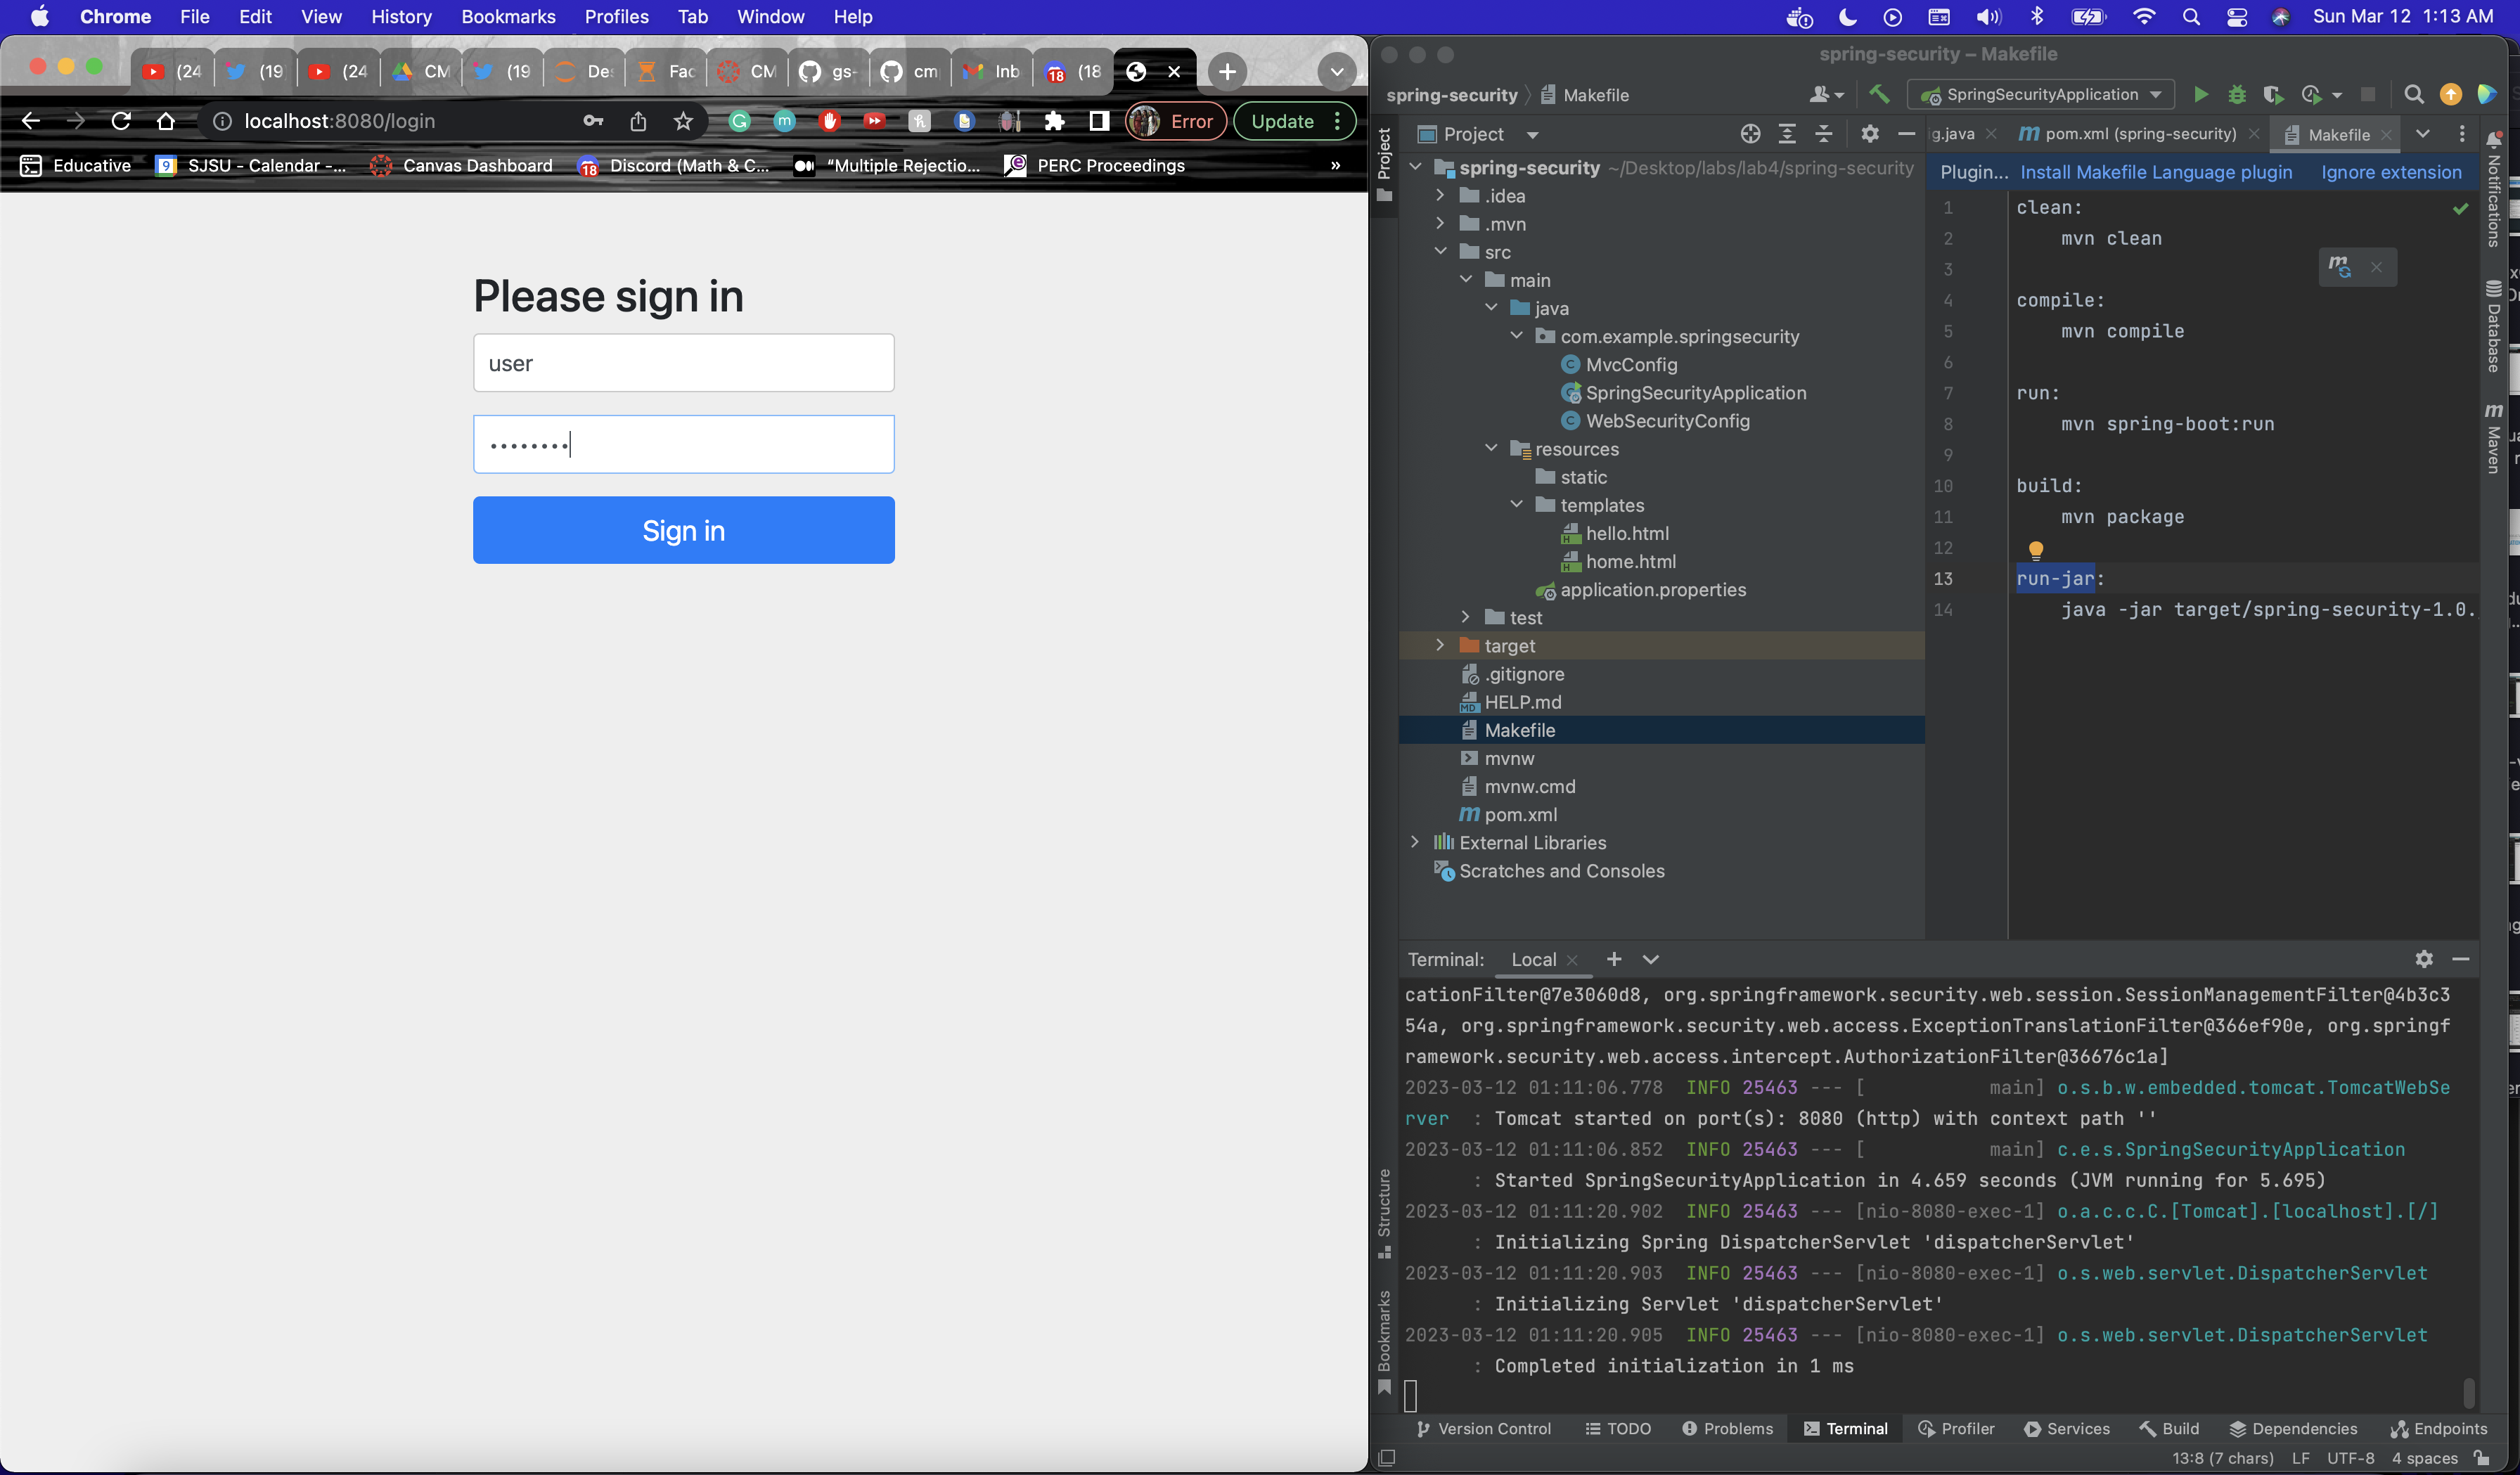 Chrome File Edit View History Bookmarks Profiles Tab Window Help
Sun Mar 12 1:13 AM
(24 (19 (24 CM (19 De Fac CM gs- cm Inb (18
18
localhost:8080/login
Error
Update
Educative SJSU - Calendar -... Canvas Dashboard Discord (Math & C... “Multiple Rejectio... PERC Proceedings »
Please sign in
user
••••••••
Sign in
spring-security – Makefile
spring-security Makefile
SpringSecurityApplication
Project
Project
g.java pom.xml (spring-security) Makefile
Plugin... Install Makefile Language plugin Ignore extension
spring-security ~/Desktop/labs/lab4/spring-security
.idea
.mvn
src
main
java
com.example.springsecurity
MvcConfig
SpringSecurityApplication
WebSecurityConfig
resources
static
templates
hello.html
home.html
application.properties
test
target
.gitignore
HELP.md
Makefile
mvnw
mvnw.cmd
pom.xml
External Libraries
Scratches and Consoles
1 clean:
2 mvn clean
3
4 compile:
5 mvn compile
6
7 run:
8 mvn spring-boot:run
9
10 build:
11 mvn package
12
13 run-jar:
14 java -jar target/spring-security-1.0.
Notifications
Database
Maven
Terminal: Local
cationFilter@7e3060d8, org.springframework.security.web.session.SessionManagementFilter@4b3c3
54a, org.springframework.security.web.access.ExceptionTranslationFilter@366ef90e, org.springf
ramework.security.web.access.intercept.AuthorizationFilter@36676c1a]
2023-03-12 01:11:06.778 INFO 25463 --- [ main] o.s.b.w.embedded.tomcat.TomcatWebSe
rver : Tomcat started on port(s): 8080 (http) with context path ''
2023-03-12 01:11:06.852 INFO 25463 --- [ main] c.e.s.SpringSecurityApplication
: Started SpringSecurityApplication in 4.659 seconds (JVM running for 5.695)
2023-03-12 01:11:20.902 INFO 25463 --- [nio-8080-exec-1] o.a.c.c.C.[Tomcat].[localhost].[/]
: Initializing Spring DispatcherServlet 'dispatcherServlet'
2023-03-12 01:11:20.903 INFO 25463 --- [nio-8080-exec-1] o.s.web.servlet.DispatcherServlet
: Initializing Servlet 'dispatcherServlet'
2023-03-12 01:11:20.905 INFO 25463 --- [nio-8080-exec-1] o.s.web.servlet.DispatcherServlet
: Completed initialization in 1 ms
Structure
Bookmarks
Version Control TODO Problems Terminal Profiler Services Build Dependencies Endpoints
13:8 (7 chars) LF UTF-8 4 spaces